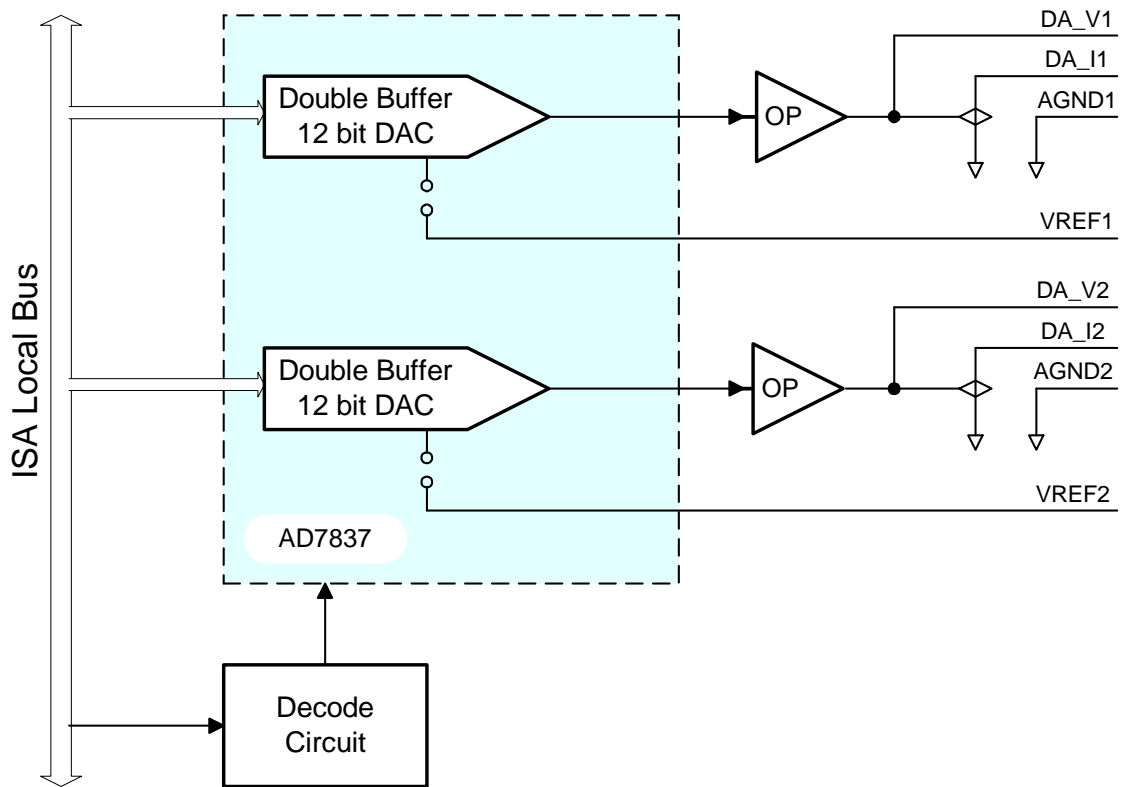 DA_V1
DA_I1
AGND1
Double Buffer
12 bit DAC
OP
VREF1
DA_V2
DA_I2
AGND2
Double Buffer
12 bit DAC
OP
VREF2
ISA Local Bus
AD7837
Decode
Circuit